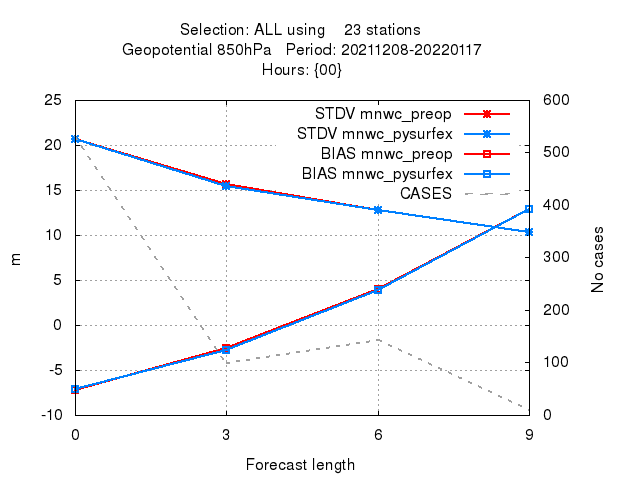 Selection: ALL using 23 stations
Geopotential 850hPa Period: 20211208-20220117
Hours: {00}
25 600
STDV mnwc_preop
STDV mnwc_pysurfex
20 500
BIAS mnwc_preop
BIAS mnwc_pysurfex
15 CASES 400
10 300
m No cases
5 200
0
-5 100
-10 0
0 3 6 9
Forecast length